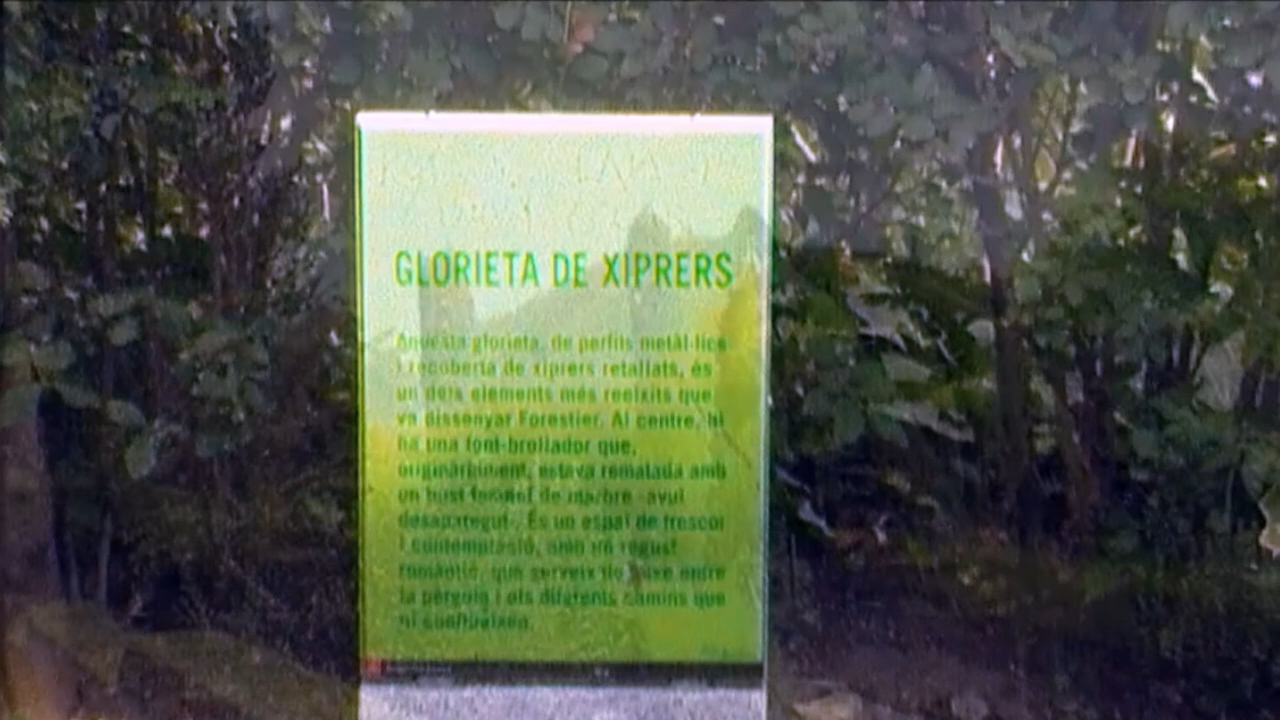 GLORIETA DE XIPRERS
Aquesta glorieta, de perfils metàl·lics
i recoberta de xiprers retallats, és
un dels elements més reeixits que
va dissenyar Forestier. Al centre, hi
ha una font-brollador que,
originàriament, estava rematada amb
un bust femení de marbre -avui
desaparegut-. És un espai de frescor
i contemplació, amb un regust
romàntic, que serveix de nexe entre
la pèrgola i els diferents camins que
hi conflueixen.